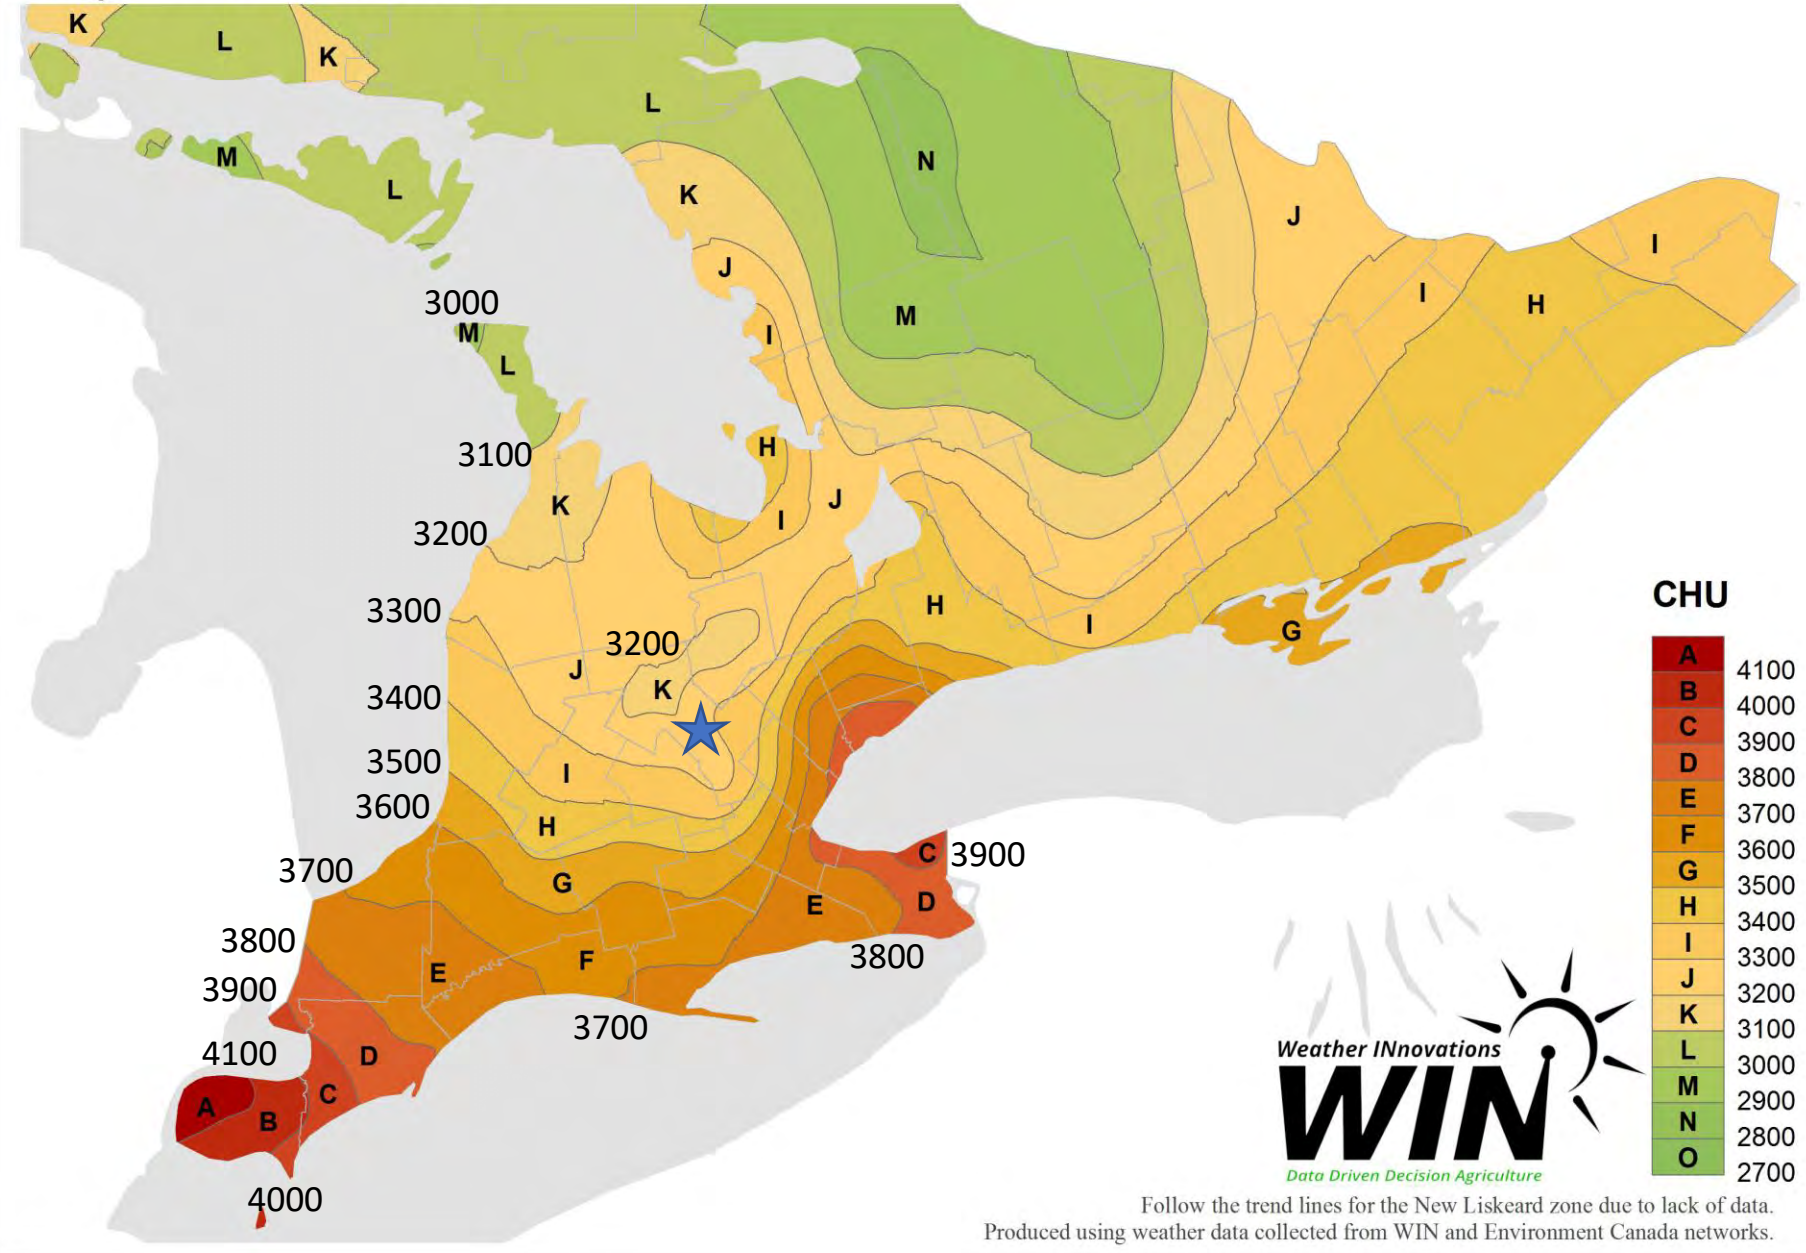 K
L
K
L
N
K
M
L
J
J
I
I
I
H
M
3000
M
L
H
3100
K
J
I
3200
H
3300
I
G
3200
J
K
3400
3500
I
3600
H
3700
G
C 3900
E
D
3800
3800
E
F
3900
3700
4100
D
C
A
B
4000
CHU
A
4100
B
4000
C
3900
D
3800
E
3700
F
3600
G
3500
H
3400
I
3300
J
3200
K
3100
L
3000
M
2900
N
2800
O
2700
Weather INnovations
WIN
Data Driven Decision Agriculture
Follow the trend lines for the New Liskeard zone due to lack of data.
Produced using weather data collected from WIN and Environment Canada networks.